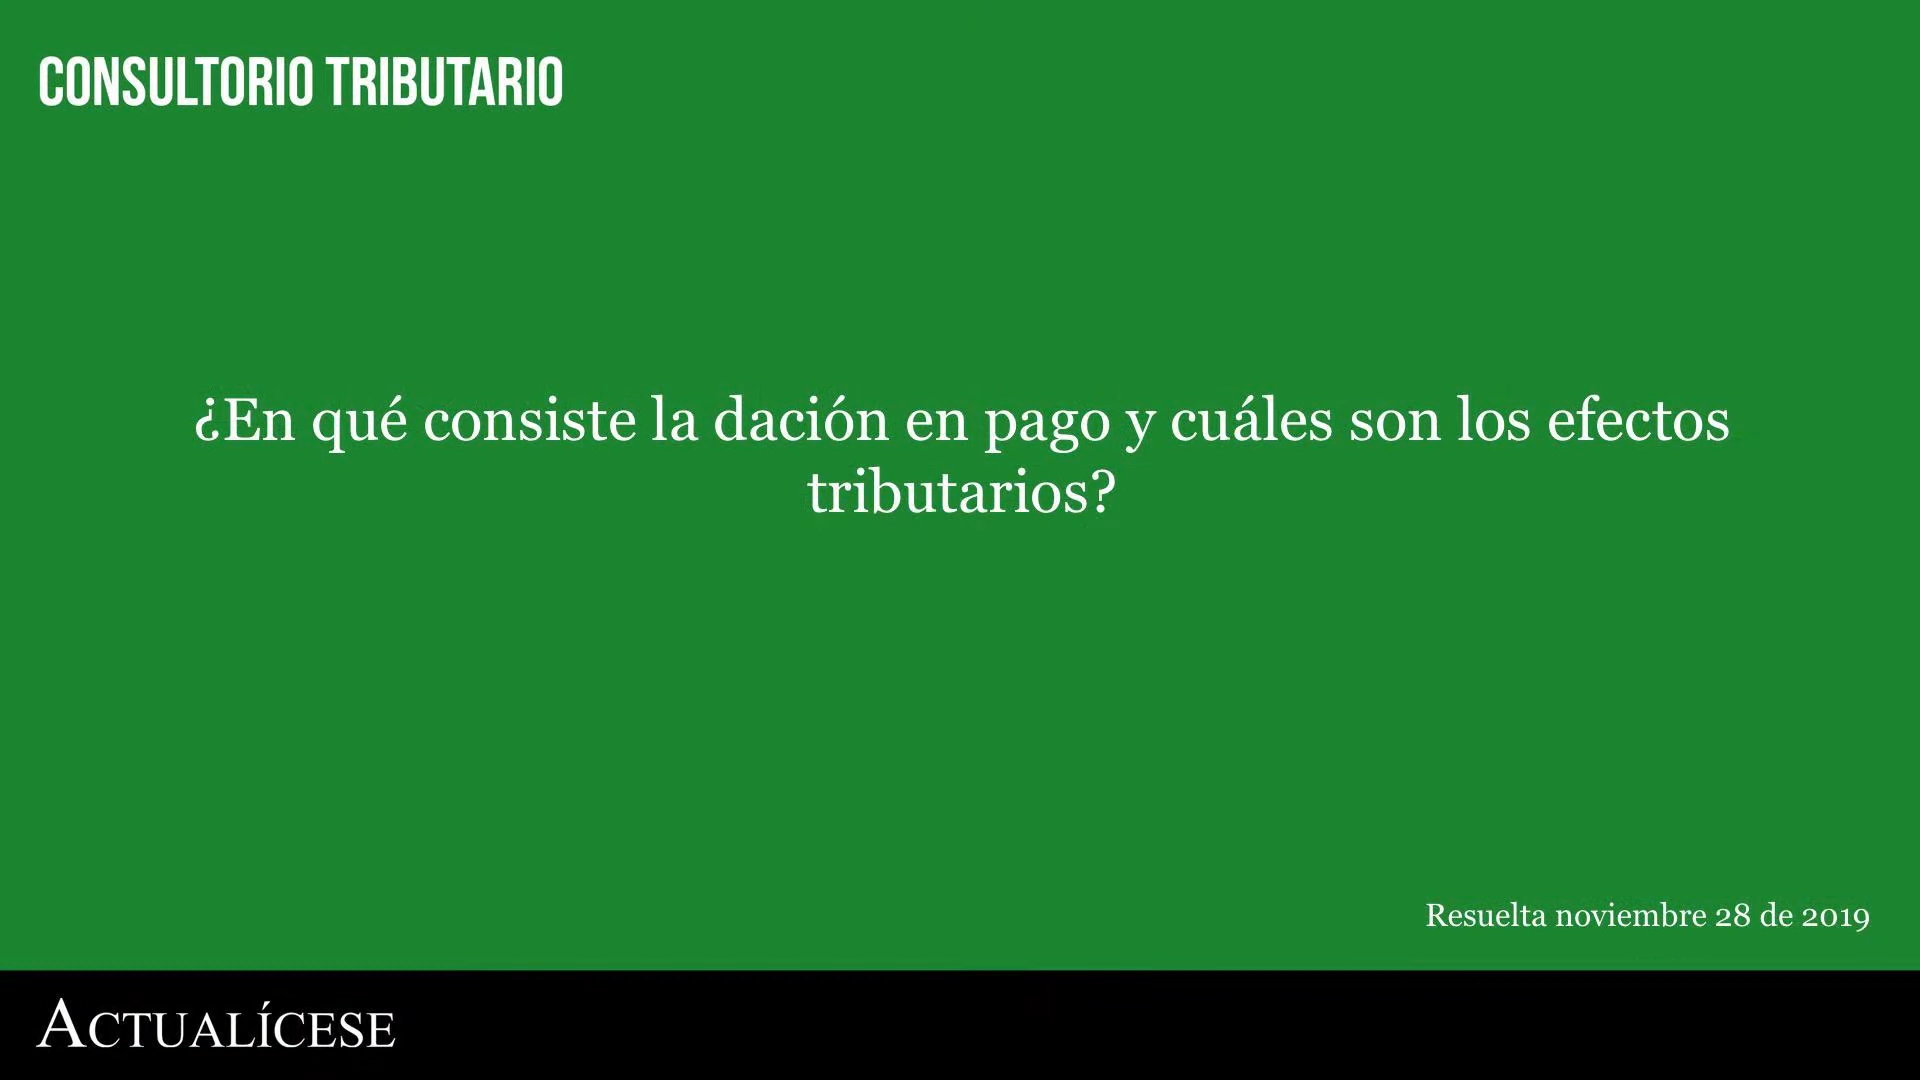 CONSULTORIO TRIBUTARIO
¿En qué consiste la dación en pago y cuáles son los efectos
tributarios?
Resuelta noviembre 28 de 2019
ACTUALÍCESE